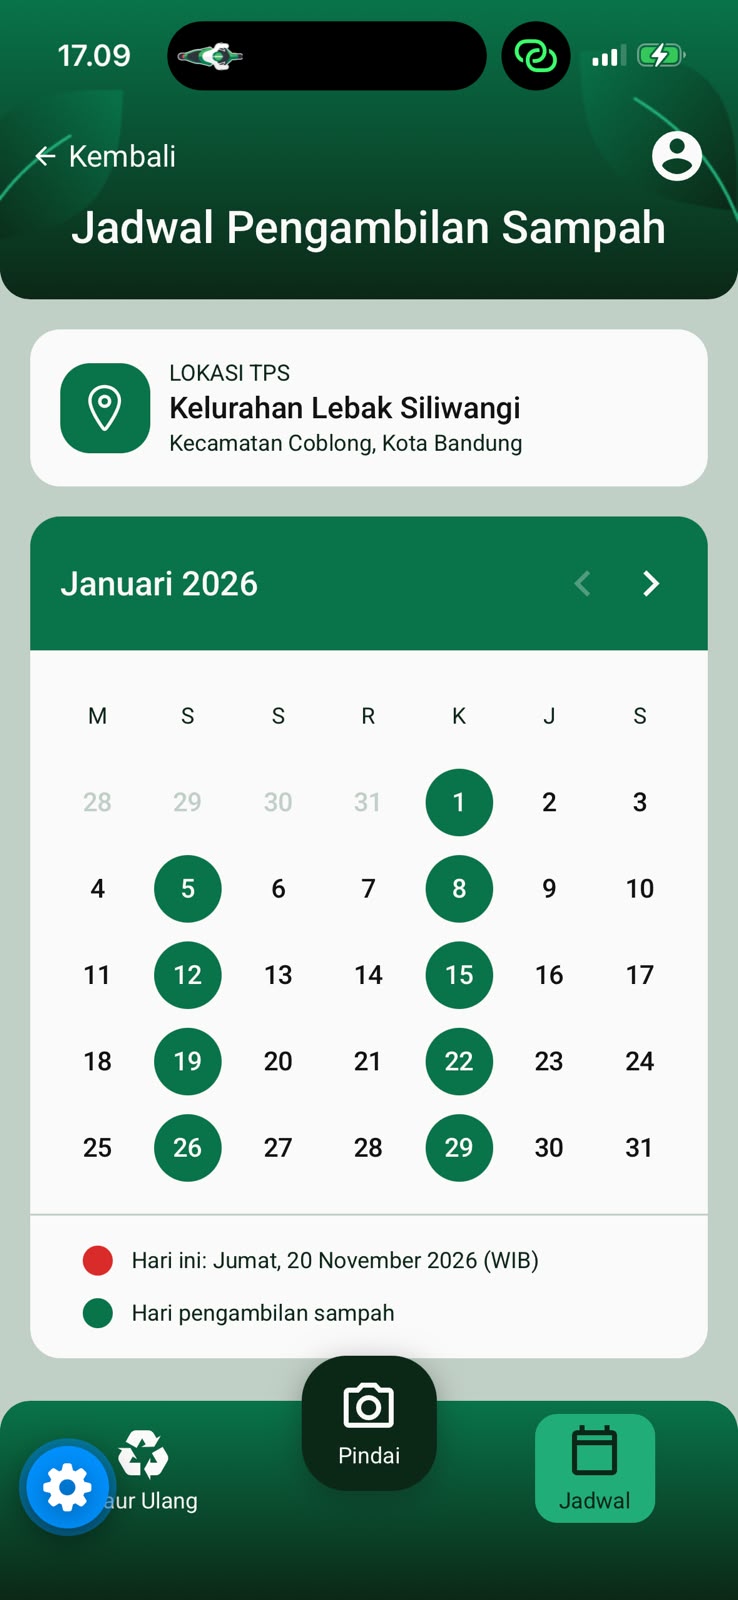 17.09
Kembali
Jadwal Pengambilan Sampah
LOKASI TPS
Kelurahan Lebak Siliwangi
Kecamatan Coblong, Kota Bandung
Januari 2026
M S S R K J S
28 29 30 31 1 2 3
4 5 6 7 8 9 10
11 12 13 14 15 16 17
18 19 20 21 22 23 24
25 26 27 28 29 30 31
Hari ini: Jumat, 20 November 2026 (WIB)
Hari pengambilan sampah
Pindai
aur Ulang
Jadwal